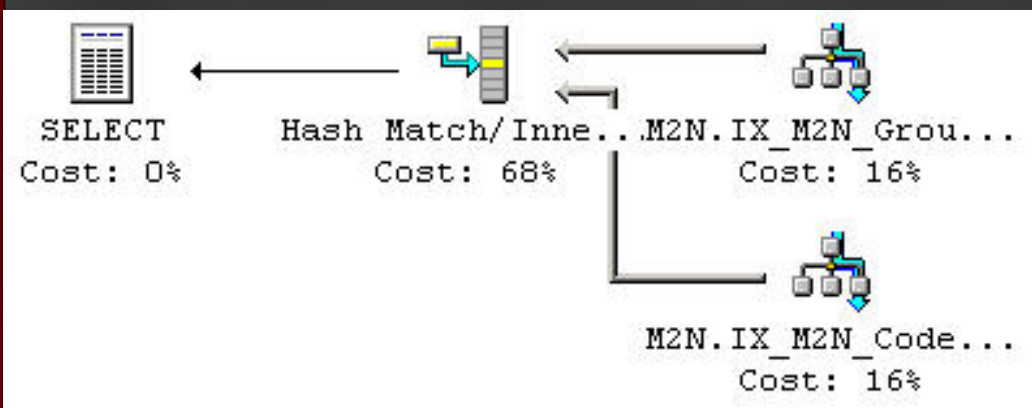 SELECT
Cost: 0%
Hash Match/Inne...
Cost: 68%
M2N.IX_M2N_Grou...
Cost: 16%
M2N.IX_M2N_Code...
Cost: 16%